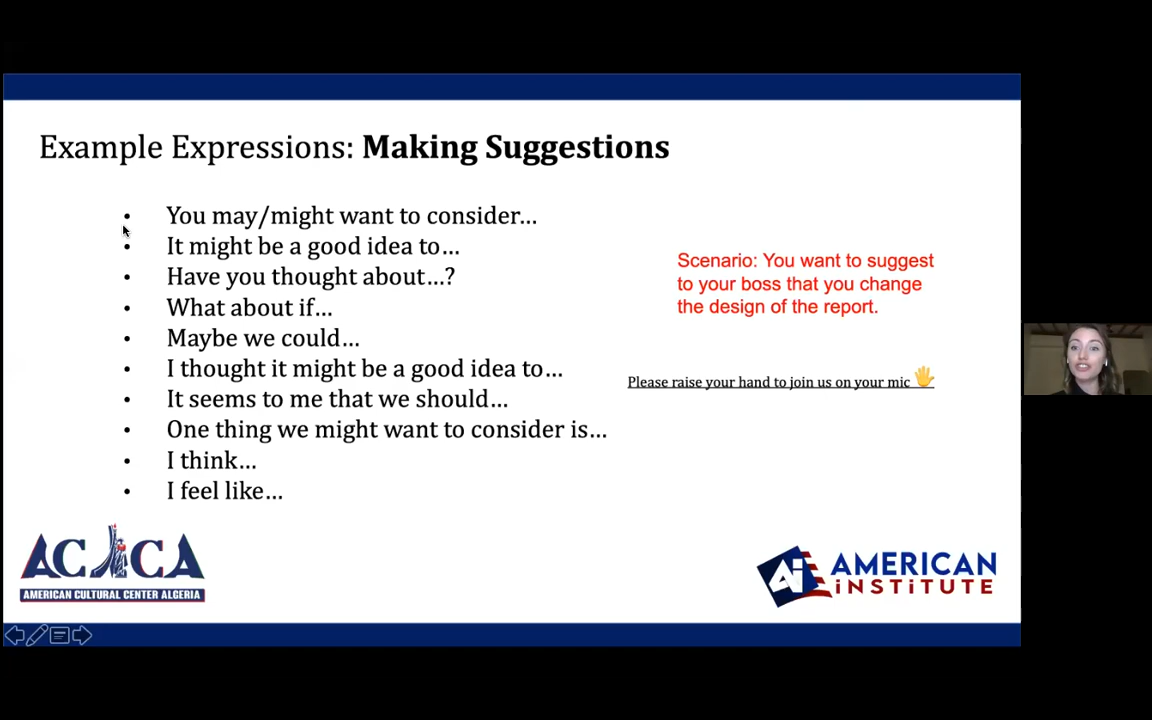 Example Expressions: Making Suggestions
• You may/might want to consider…
• It might be a good idea to…
• Have you thought about…?
• What about if…
• Maybe we could…
• I thought it might be a good idea to…
• It seems to me that we should…
• One thing we might want to consider is…
• I think…
• I feel like…
Scenario: You want to suggest
to your boss that you change
the design of the report.
Please raise your hand to join us on your mic 🖐
ACCA
AMERICAN CULTURAL CENTER ALGERIA
Ai AMERICAN
iNSTiTUTE